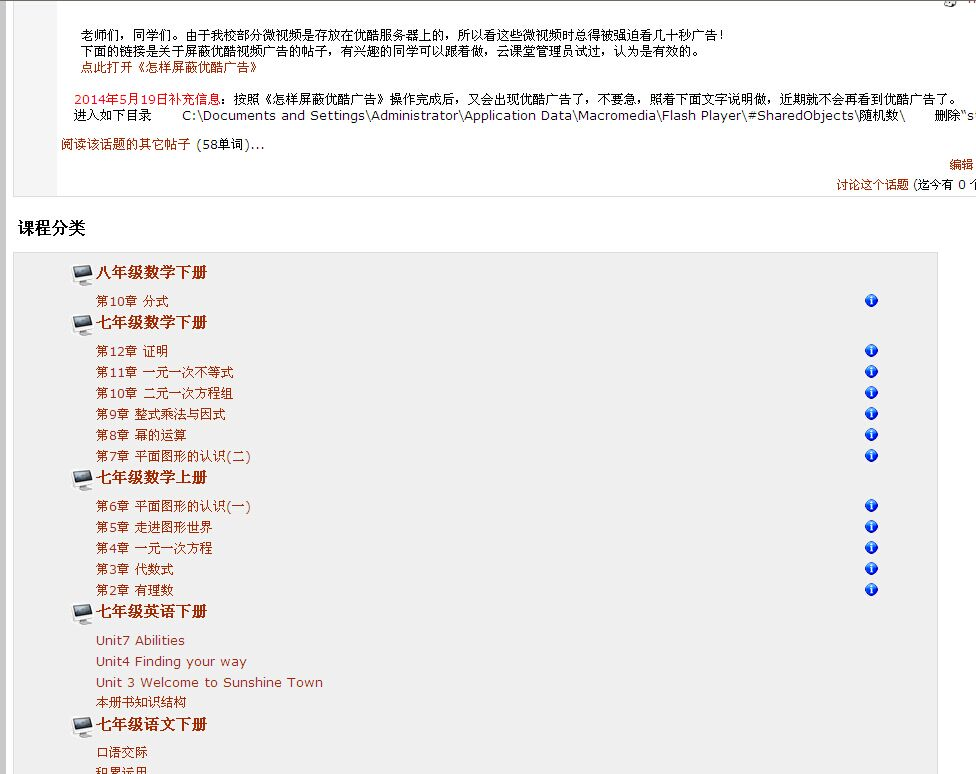 老师们，同学们。由于我校部分微视频是存放在优酷服务器上的，所以看这些微视频时总得被强迫看几十秒广告！
下面的链接是关于屏蔽优酷视频广告的帖子，有兴趣的同学可以跟着做，云课堂管理员试过，认为是有效的。
点此打开《怎样屏蔽优酷广告》
2014年5月19日补充信息：按照《怎样屏蔽优酷广告》操作完成后，又会出现优酷广告了，不要急，照着下面文字说明做，近期就不会再看到优酷广告了。
进入如下目录 C:\Documents and Settings\Administrator\Application Data\Macromedia\Flash Player\#SharedObjects\随机数\ 删除"s
阅读该话题的其它帖子 (58单词)...
编辑
讨论这个话题 (迄今有 0 个
课程分类
八年级数学下册
第10章 分式
七年级数学下册
第12章 证明
第11章 一元一次不等式
第10章 二元一次方程组
第9章 整式乘法与因式
第8章 幂的运算
第7章 平面图形的认识(二)
七年级数学上册
第6章 平面图形的认识(一)
第5章 走进图形世界
第4章 一元一次方程
第3章 代数式
第2章 有理数
七年级英语下册
Unit7 Abilities
Unit4 Finding your way
Unit 3 Welcome to Sunshine Town
本册书知识结构
七年级语文下册
口语交际
积累运用